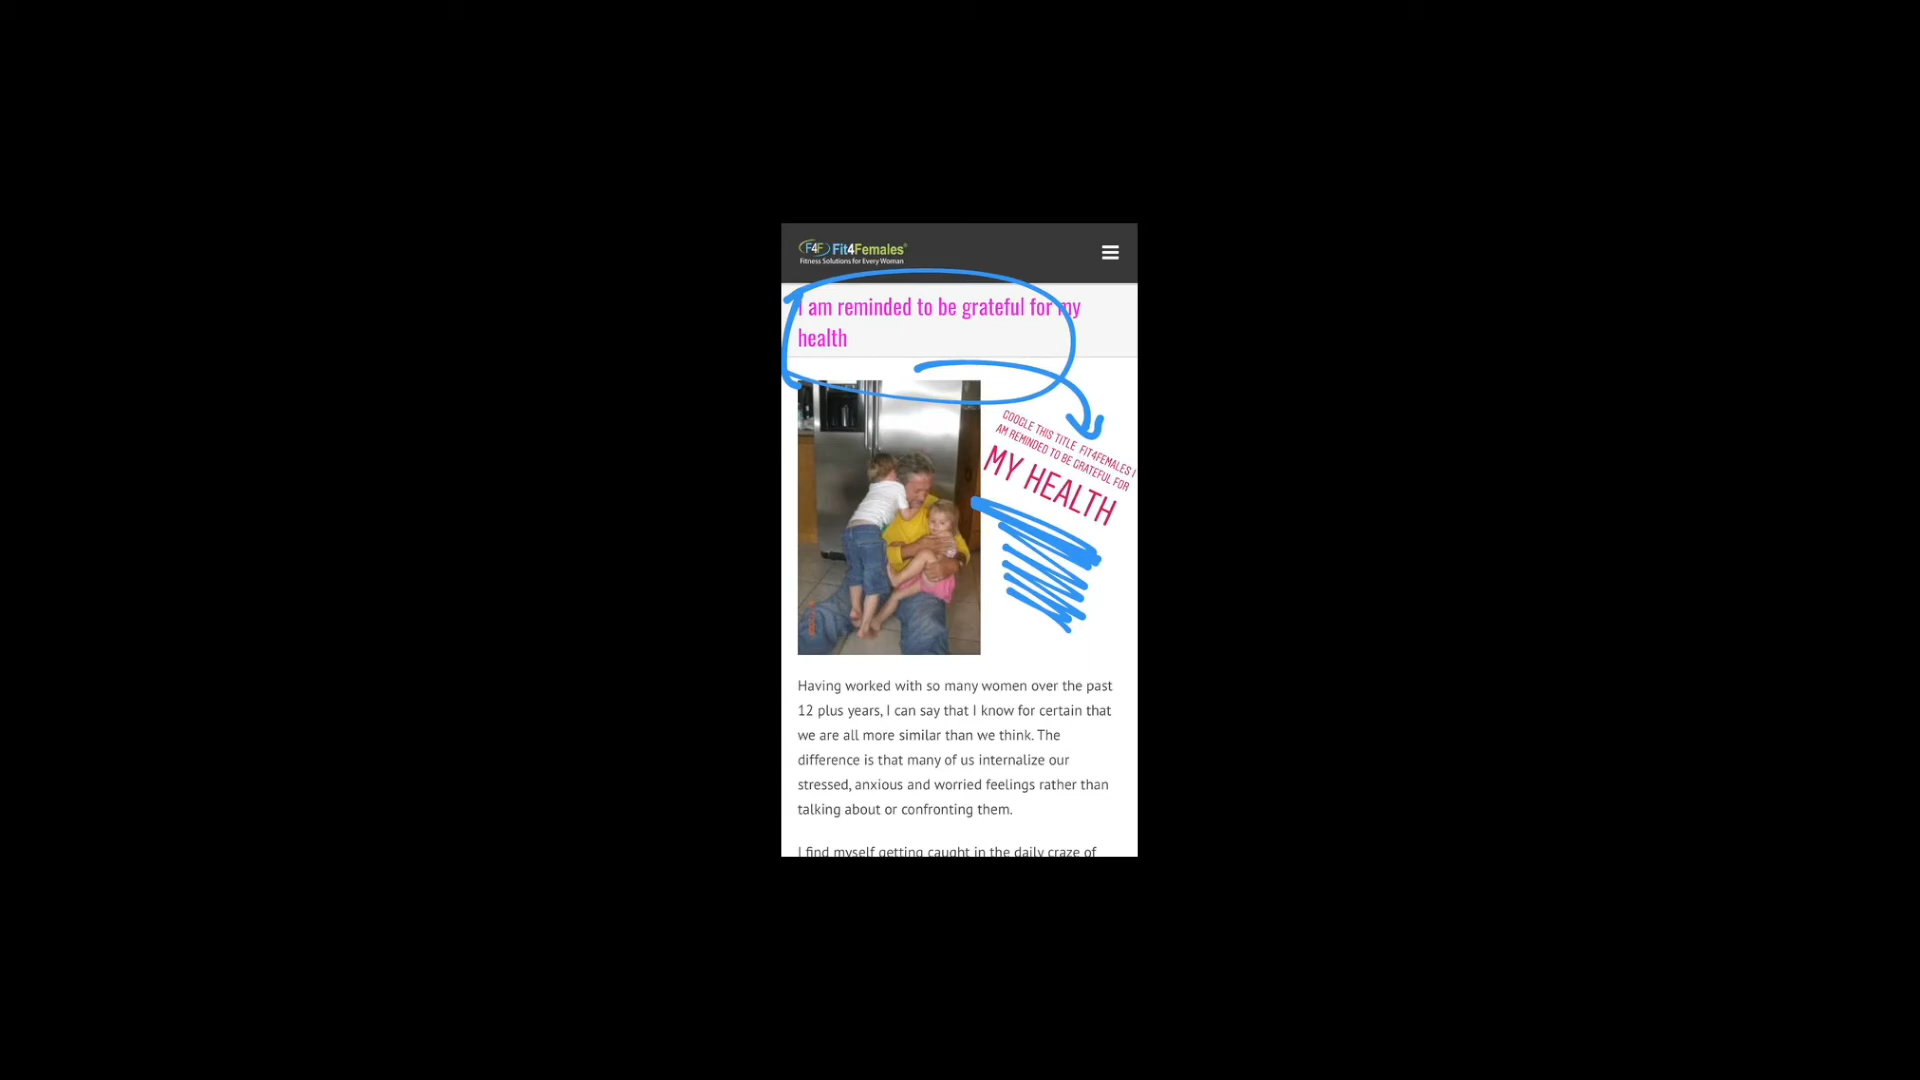 F4F Fit4Females®
Fitness Solutions for Every Woman
I am reminded to be grateful for my
health
GOOGLE THIS TITLE FIT4FEMALES I
AM REMINDED TO BE GRATEFUL FOR
MY HEALTH
Having worked with so many women over the past
12 plus years, I can say that I know for certain that
we are all more similar than we think. The
difference is that many of us internalize our
stressed, anxious and worried feelings rather than
talking about or confronting them.
I find myself getting caught in the daily craze of